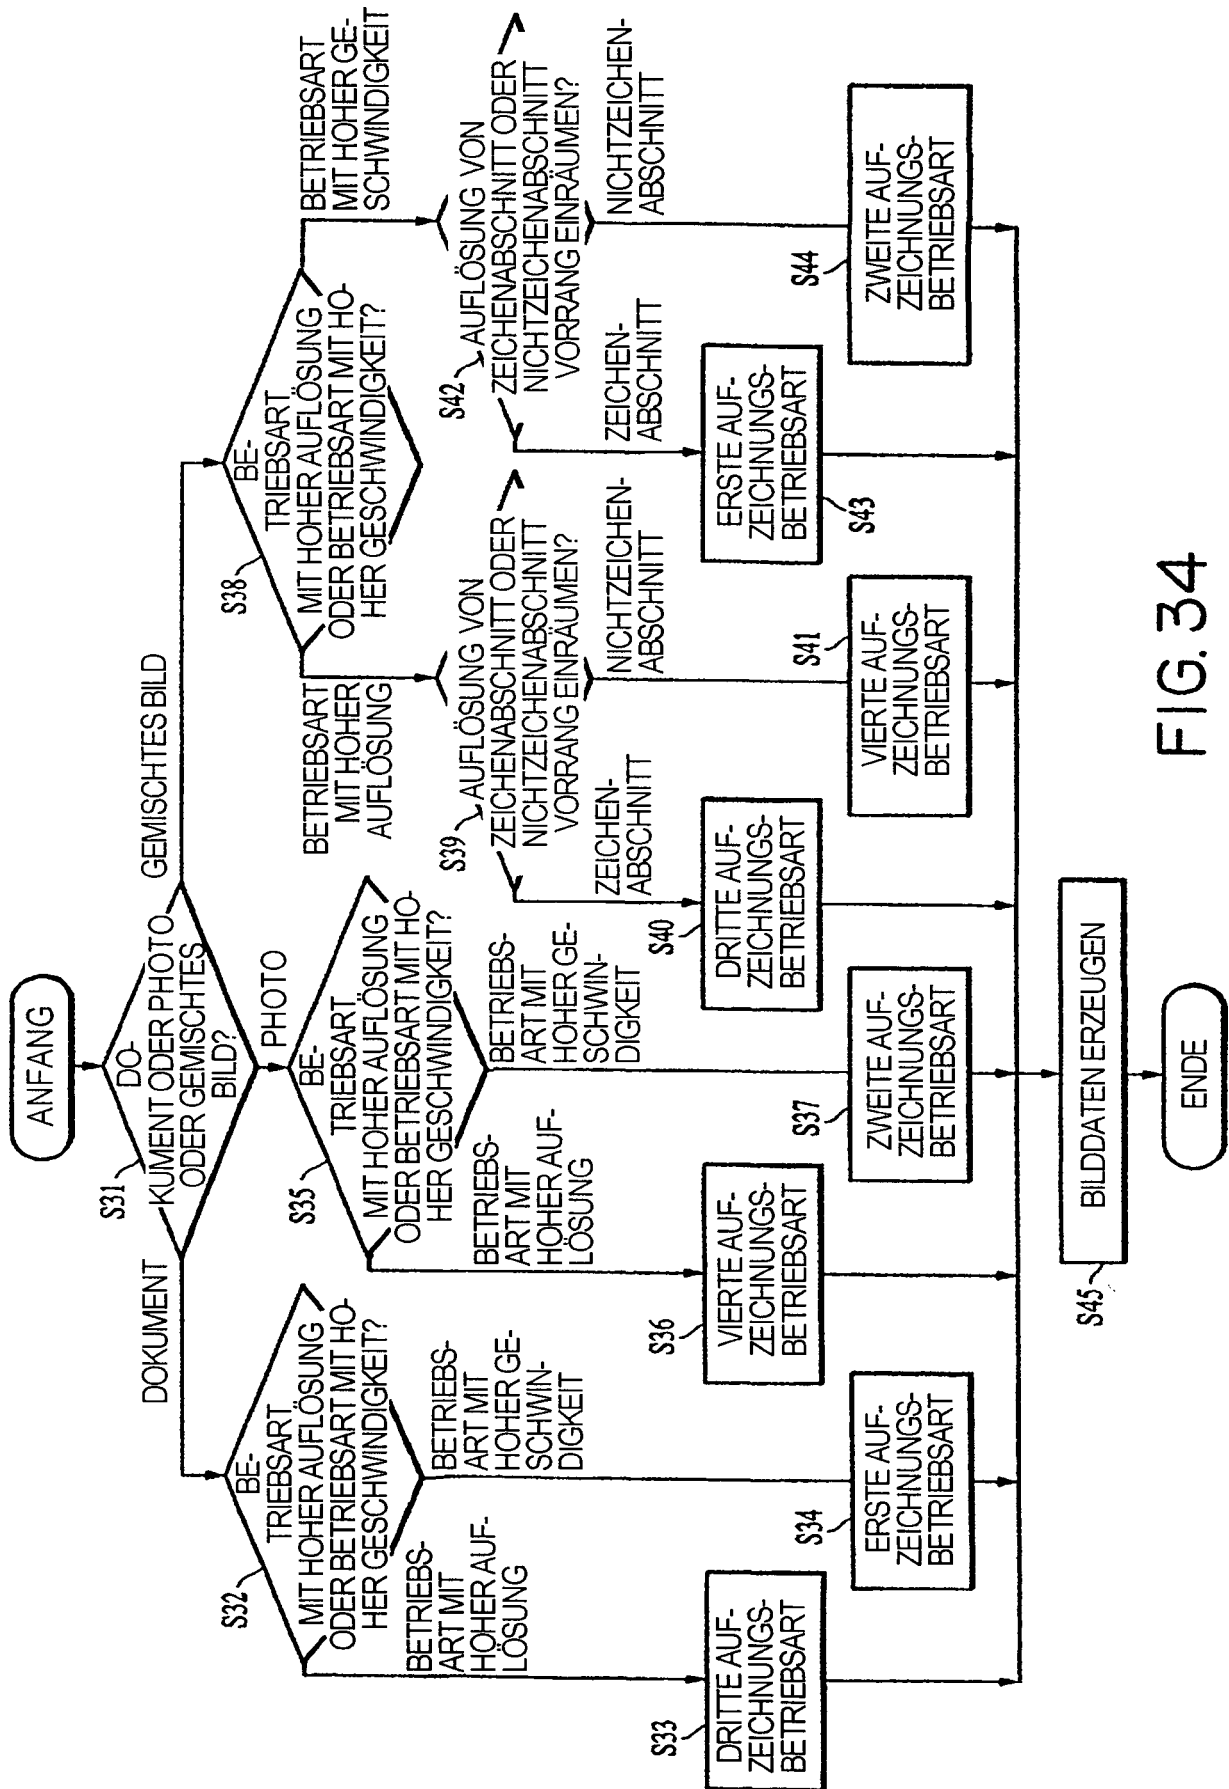 ANFANG
S31
DO-
KUMENT ODER PHOTO
ODER GEMISCHTES
BILD?
DOKUMENT
PHOTO
GEMISCHTES BILD
S32
BE-
TRIEBSART
MIT HOHER AUFLÖSUNG
ODER BETRIEBSART MIT HO-
HER GESCHWINDIGKEIT?
BETRIEBS-
ART MIT
HOHER AUF-
LÖSUNG
BETRIEBS-
ART MIT
HOHER GE-
SCHWIN-
DIGKEIT
S33
DRITTE AUF-
ZEICHNUNGS-
BETRIEBSART
S34
ERSTE AUF-
ZEICHNUNGS-
BETRIEBSART
S35
BE-
TRIEBSART
MIT HOHER AUFLÖSUNG
ODER BETRIEBSART MIT HO-
HER GESCHWINDIGKEIT?
BETRIEBS-
ART MIT
HOHER AUF-
LÖSUNG
BETRIEBS-
ART MIT
HOHER GE-
SCHWIN-
DIGKEIT
S36
VIERTE AUF-
ZEICHNUNGS-
BETRIEBSART
S37
ZWEITE AUF-
ZEICHNUNGS-
BETRIEBSART
S38
BE-
TRIEBSART
MIT HOHER AUFLÖSUNG
ODER BETRIEBSART MIT HO-
HER GESCHWINDIGKEIT?
BETRIEBSART
MIT HOHER
AUFLÖSUNG
BETRIEBSART
MIT HOHER GE-
SCHWINDIGKEIT
S39
AUFLÖSUNG VON
ZEICHENABSCHNITT ODER
NICHTZEICHENABSCHNITT
VORRANG EINRÄUMEN?
ZEICHEN-
ABSCHNITT
NICHTZEICHEN-
ABSCHNITT
S40
DRITTE AUF-
ZEICHNUNGS-
BETRIEBSART
S41
VIERTE AUF-
ZEICHNUNGS-
BETRIEBSART
S42
AUFLÖSUNG VON
ZEICHENABSCHNITT ODER
NICHTZEICHENABSCHNITT
VORRANG EINRÄUMEN?
ZEICHEN-
ABSCHNITT
NICHTZEICHEN-
ABSCHNITT
S43
ERSTE AUF-
ZEICHNUNGS-
BETRIEBSART
S44
ZWEITE AUF-
ZEICHNUNGS-
BETRIEBSART
S45
BILDDATEN ERZEUGEN
ENDE
FIG. 34